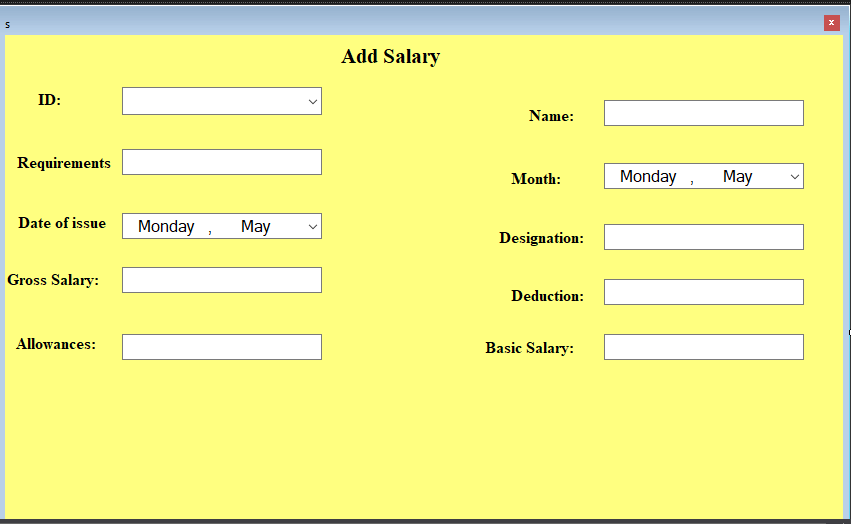 s
x
Add Salary
ID:
Name:
Requirements
Month: Monday , May
Date of issue Monday , May
Designation:
Gross Salary:
Deduction:
Allowances:
Basic Salary: